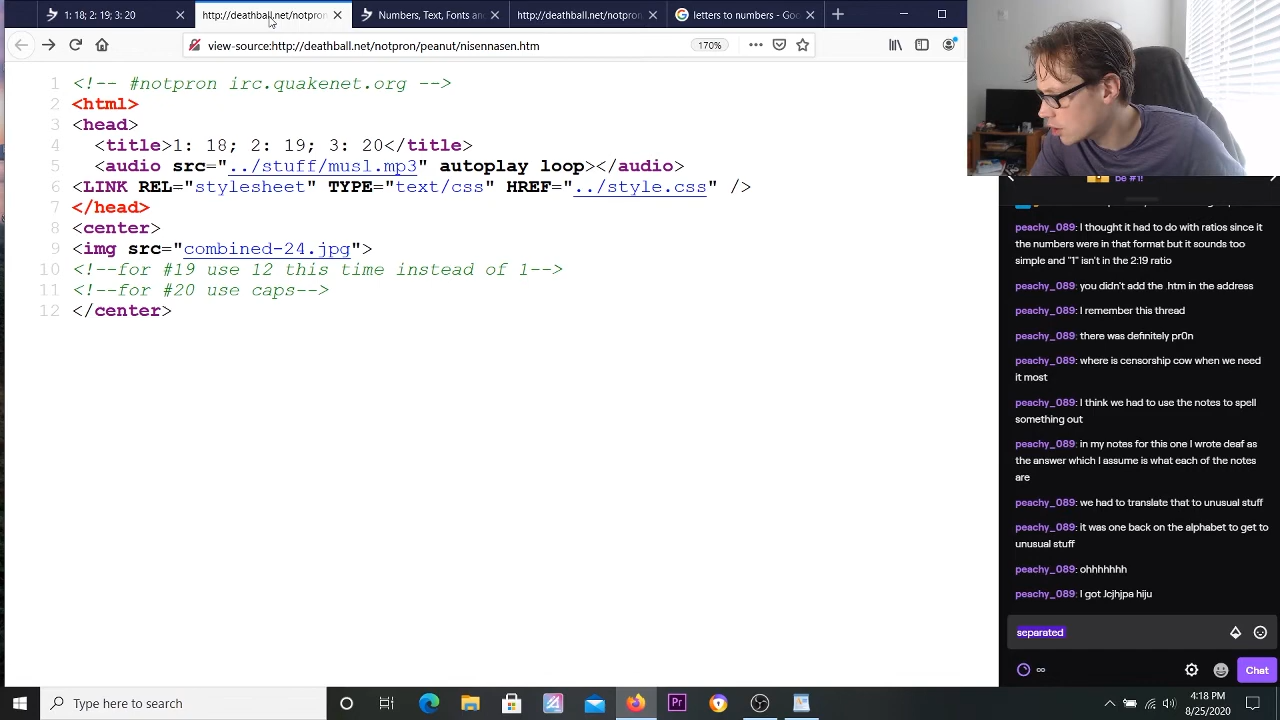 1: 18; 2: 19; 3: 20
http://deathball.net/notpron
Numbers, Text, Fonts and
http://deathball.net/notpron
letters to numbers - Goo
view-source:http://deathball.net/notpron/peanut/nisennasen.htm
170%
1 <!-- #notpron irc.quakenet.org -->
2 <html>
3 <head>
4 <title>1: 18; 2: 19; 3: 20</title>
5 <audio src="../stuff/musl.mp3" autoplay loop></audio>
6 <LINK REL="stylesheet" TYPE="text/css" HREF="../style.css" />
7 </head>
8 <center>
9 <img src="combined-24.jpg">
10 <!--for #19 use 12 this time instead of 1-->
11 <!--for #20 use caps-->
12 </center>
be #1!
peachy_089: I thought it had to do with ratios since it
the numbers were in that format but it sounds too
simple and "1" isn't in the 2:19 ratio
peachy_089: you didn't add the .htm in the address
peachy_089: I remember this thread
peachy_089: there was definitely pr0n
peachy_089: where is censorship cow when we need
it most
peachy_089: I think we had to use the notes to spell
something out
peachy_089: in my notes for this one I wrote deaf as
the answer which I assume is what each of the notes
are
peachy_089: we had to translate that to unusual stuff
peachy_089: it was one back on the alphabet to get to
unusual stuff
peachy_089: ohhhhhhh
peachy_089: I got Jcjhjpa hiju
separated
∞
Chat
Type here to search
4:18 PM
8/25/2020